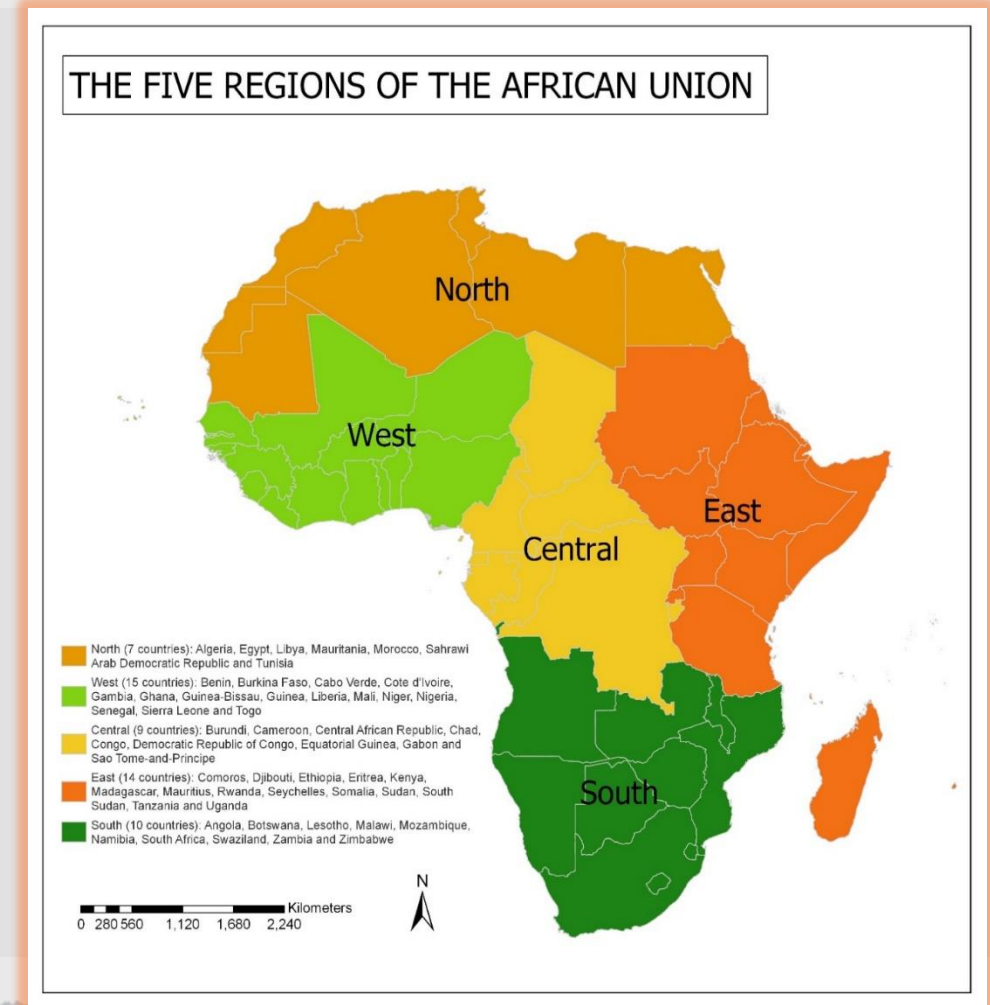 THE FIVE REGIONS OF THE AFRICAN UNION
North
West
East
Central
South
North (7 countries): Algeria, Egypt, Libya, Mauritania, Morocco, Sahrawi
Arab Democratic Republic and Tunisia
West (15 countries): Benin, Burkina Faso, Cabo Verde, Cote d'Ivoire,
Gambia, Ghana, Guinea-Bissau, Guinea, Liberia, Mali, Niger, Nigeria,
Senegal, Sierra Leone and Togo
Central (9 countries): Burundi, Cameroon, Central African Republic, Chad,
Congo, Democratic Republic of Congo, Equatorial Guinea, Gabon and
Sao Tome-and-Principe
East (14 countries): Comoros, Djibouti, Ethiopia, Eritrea, Kenya,
Madagascar, Mauritius, Rwanda, Seychelles, Somalia, Sudan, South
Sudan, Tanzania and Uganda
South (10 countries): Angola, Botswana, Lesotho, Malawi, Mozambique,
Namibia, South Africa, Swaziland, Zambia and Zimbabwe
N
Kilometers
0 280 560 1,120 1,680 2,240